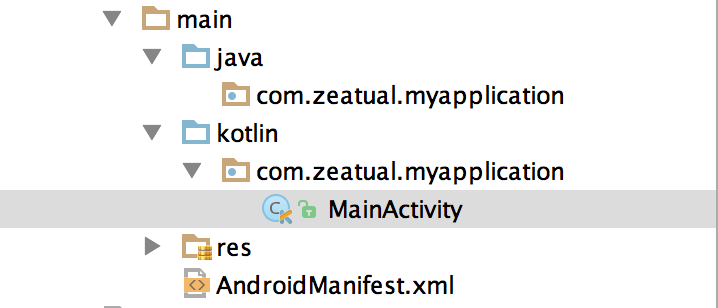 main
java
com.zeatual.myapplication
kotlin
com.zeatual.myapplication
MainActivity
res
AndroidManifest.xml